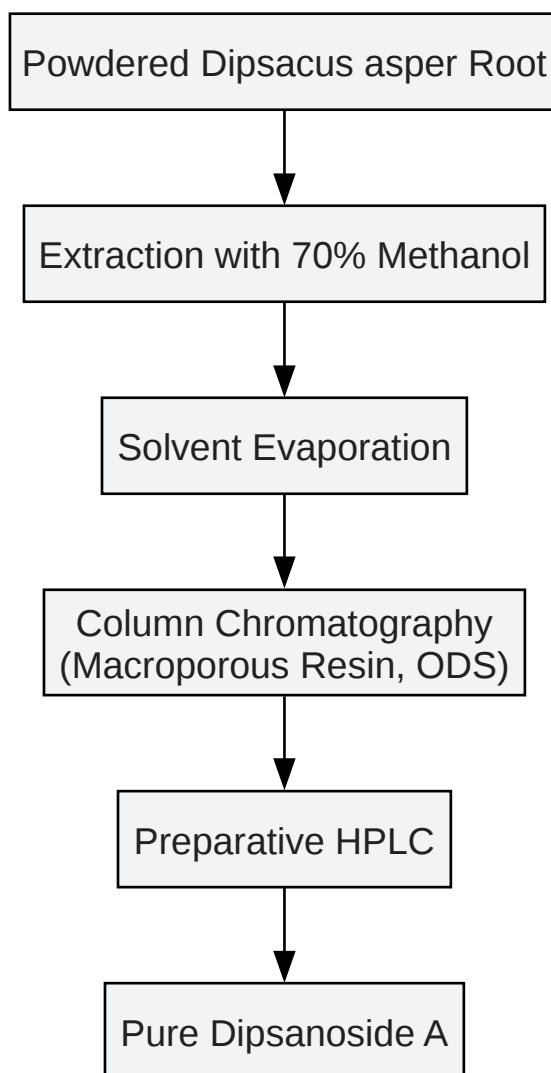 Powdered Dipsacus asper Root
Extraction with 70% Methanol
Solvent Evaporation
Column Chromatography
(Macroporous Resin, ODS)
Preparative HPLC
Pure Dipsanoside A